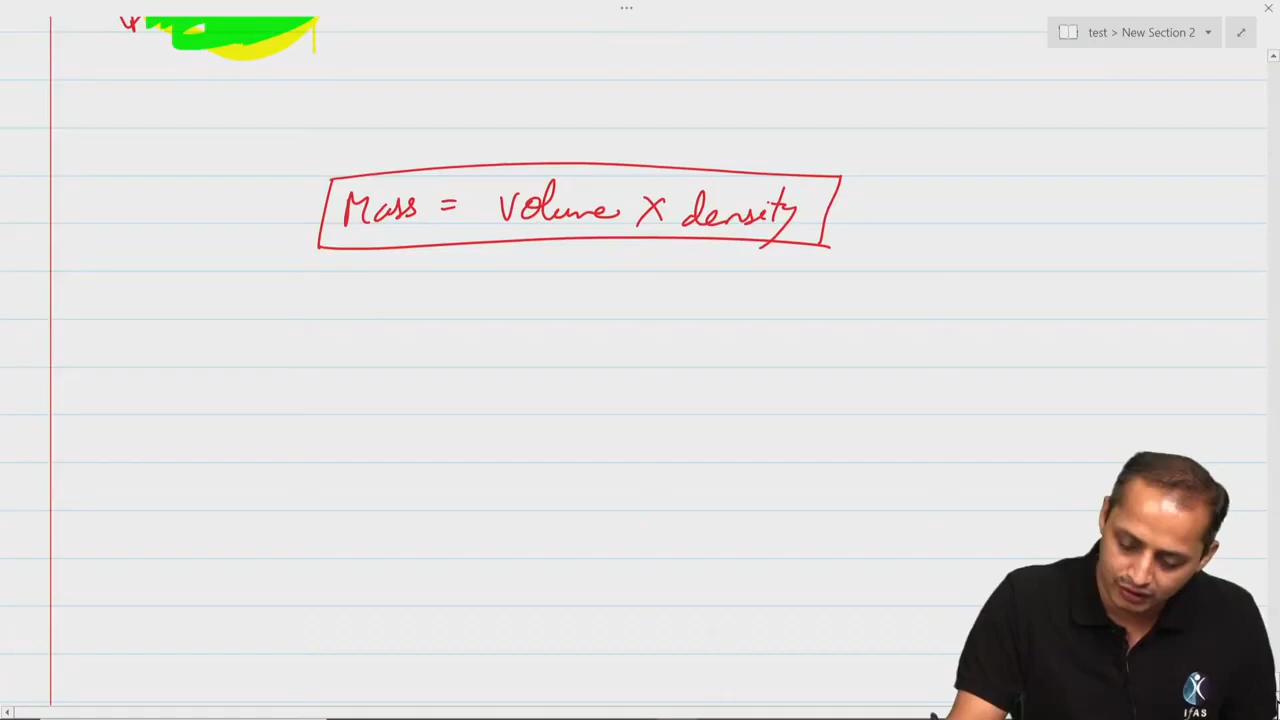 test > New Section 2
Mass = volume X density
iFAS